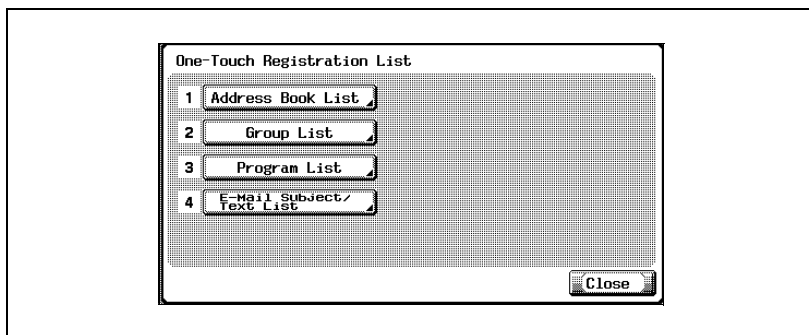 One-Touch Registration List
1 Address Book List
2 Group List
3 Program List
4 E-Mail Subject/
Text List
Close